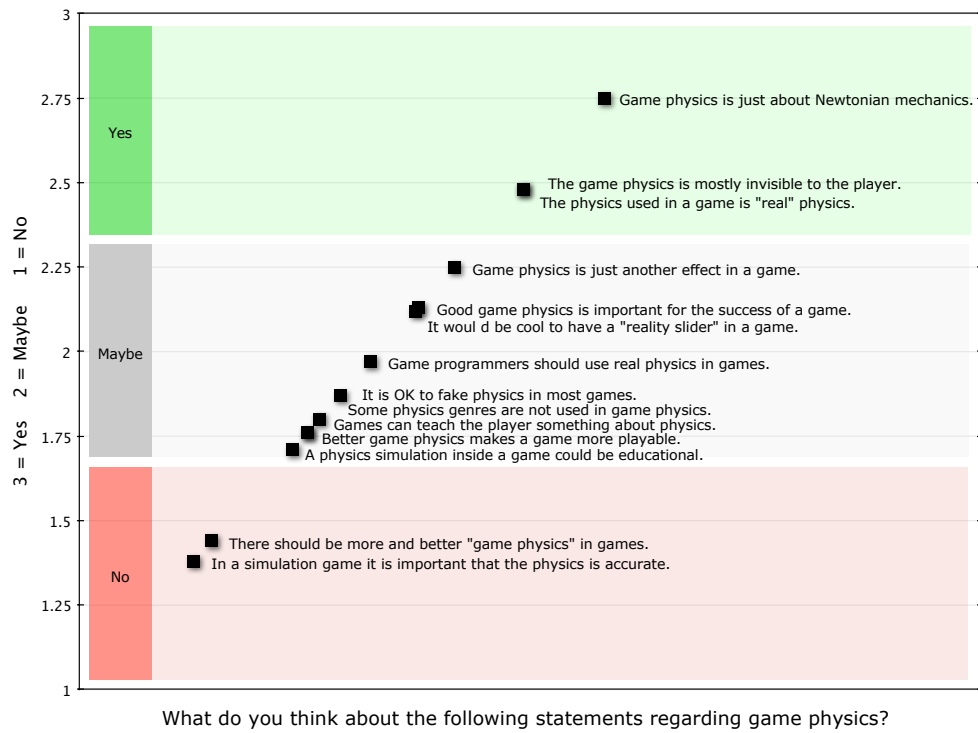 3
2.75
2.5
2.25
2
1.75
1.5
1.25
1
3 = Yes 2 = Maybe 1 = No
Yes
Maybe
No
Game physics is just about Newtonian mechanics.
The game physics is mostly invisible to the player.
The physics used in a game is "real" physics.
Game physics is just another effect in a game.
Good game physics is important for the success of a game.
It woul d be cool to have a "reality slider" in a game.
Game programmers should use real physics in games.
It is OK to fake physics in most games.
Some physics genres are not used in game physics.
Games can teach the player something about physics.
Better game physics makes a game more playable.
A physics simulation inside a game could be educational.
There should be more and better "game physics" in games.
In a simulation game it is important that the physics is accurate.
What do you think about the following statements regarding game physics?